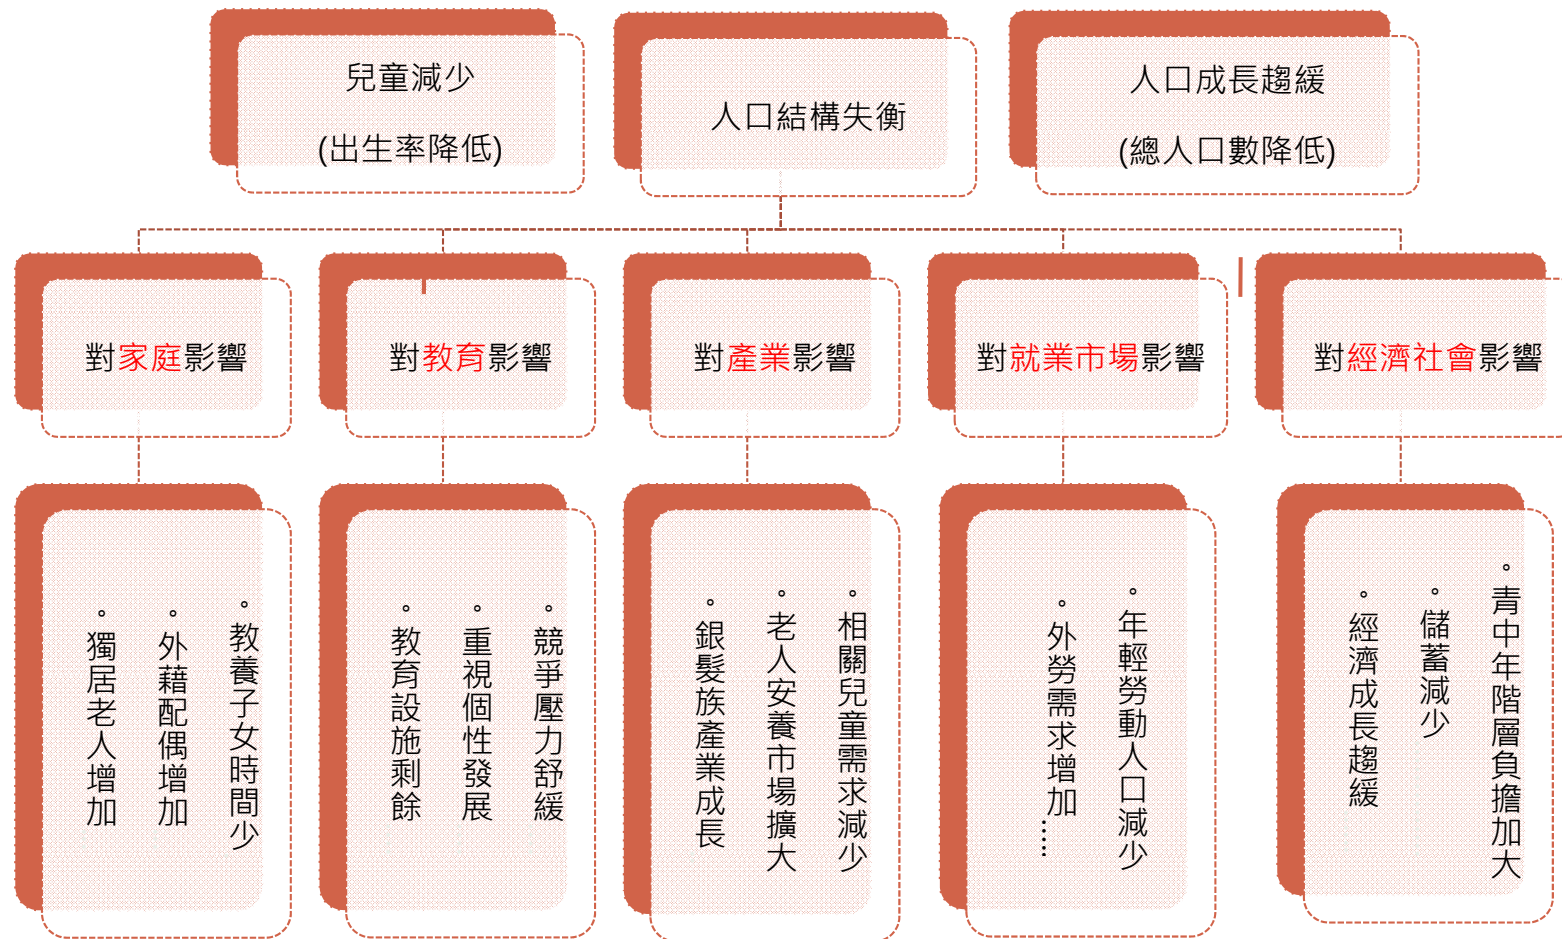 兒童減少
(出生率降低)
人口結構失衡
人口成長趨緩
(總人口數降低)
對家庭影響
對教育影響
對產業影響
對就業市場影響
對經濟社會影響
。教養子女時間少
。外藉配偶增加
。獨居老人增加
。競爭壓力舒緩
。重視個性發展
。教育設施剩餘
。相關兒童需求減少
。老人安養市場擴大
。銀髮族產業成長
。年輕勞動人口減少
。外勞需求增加……
。青中年階層負擔加大
。儲蓄減少
。經濟成長趨緩